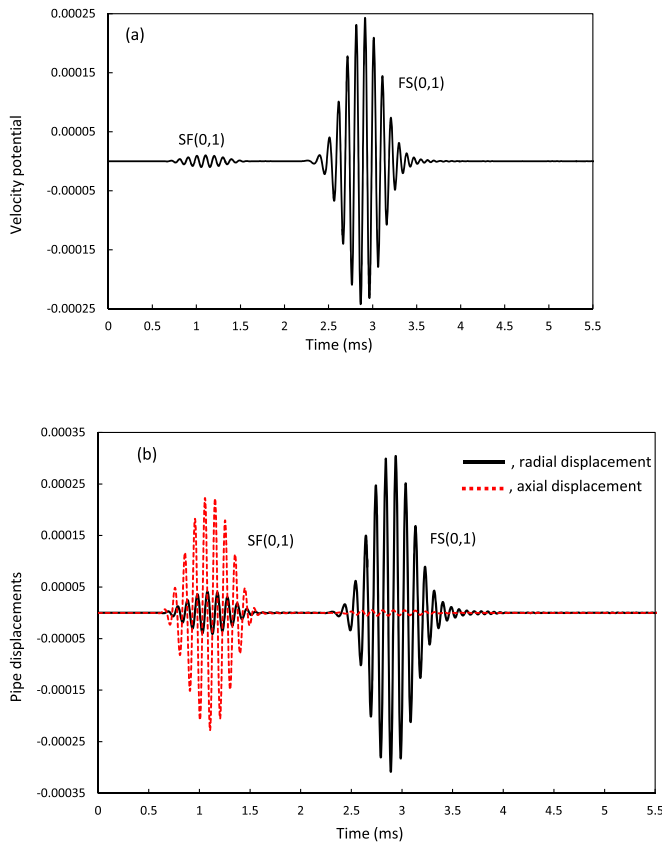 0.00025
(a)
0.00015
FS(0,1)
0.00005
SF(0,1)
-0.00005
-0.00015
-0.00025
Velocity potential
0 0.5 1 1.5 2 2.5 3 3.5 4 4.5 5 5.5
Time (ms)
0.00035
(b)
, radial displacement
0.00025
, axial displacement
0.00015
SF(0,1)
FS(0,1)
0.00005
-0.00005
-0.00015
-0.00025
-0.00035
Pipe displacements
0 0.5 1 1.5 2 2.5 3 3.5 4 4.5 5 5.5
Time (ms)